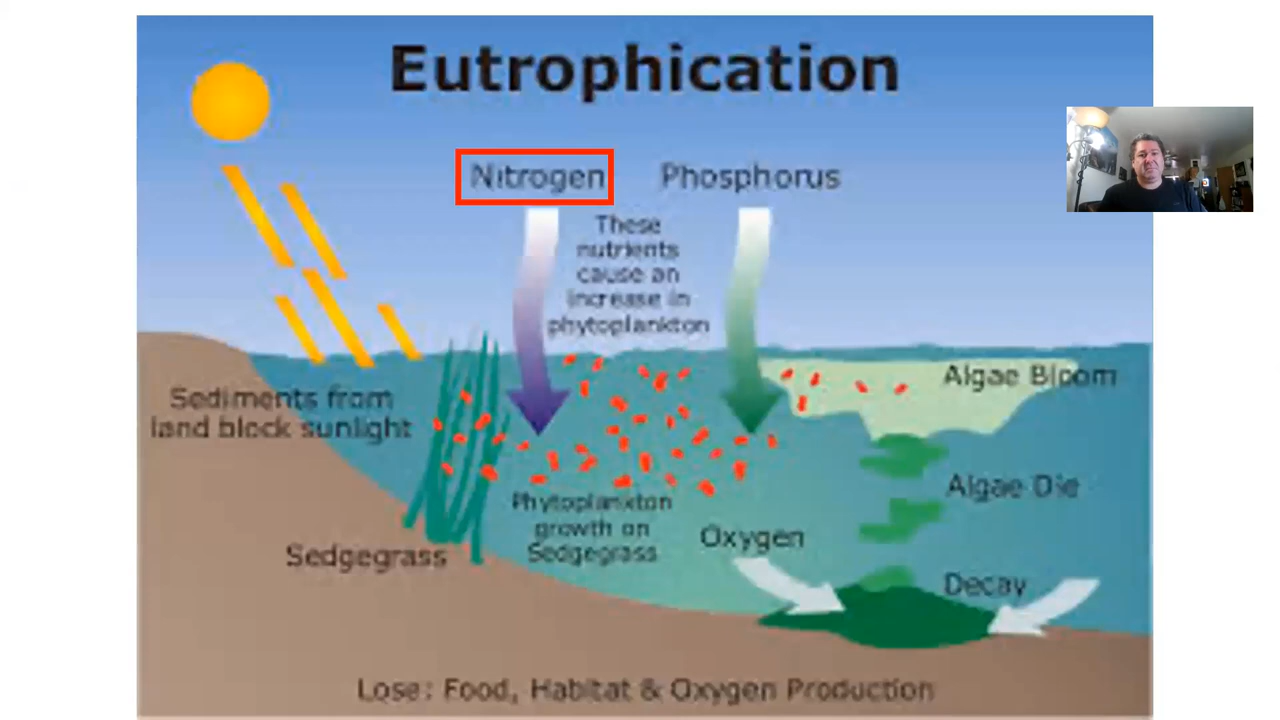 Eutrophication
Nitrogen
Phosphorus
These
nutrients
cause an
increase in
phytoplankton
Sediments from
land block sunlight
Algae Bloom
Algae Die
Phytoplankton
growth on
Sedgegrass
Oxygen
Sedgegrass
Decay
Lose: Food, Habitat & Oxygen Production